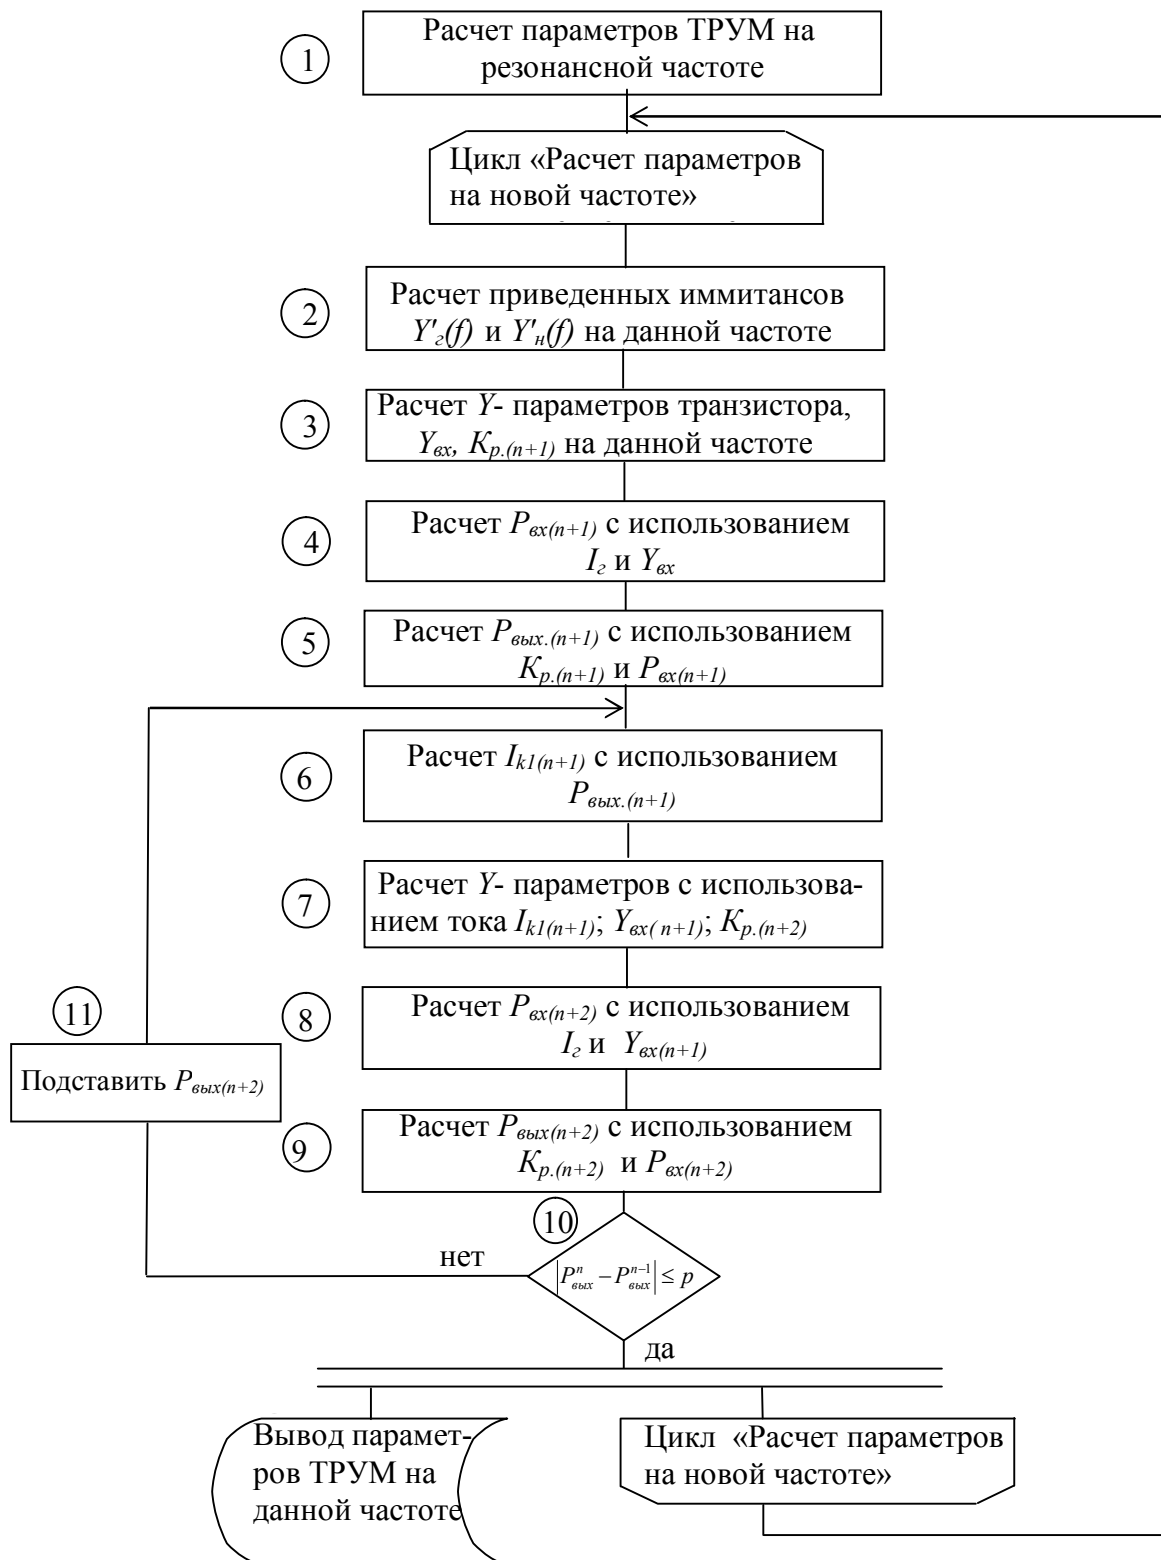 1
Расчет параметров ТРУМ на
резонансной частоте
Цикл «Расчет параметров
на новой частоте»
2
Расчет приведенных иммитансов
Y'г(f) и Y'н(f) на данной частоте
3
Расчет Y- параметров транзистора,
Yвх, Kр.(n+1) на данной частоте
4
Расчет Pвх(n+1) с использованием
Iг и Yвх
5
Расчет Pвых.(n+1) с использованием
Kр.(n+1) и Pвх(n+1)
6
Расчет Ik1(n+1) с использованием
Pвых.(n+1)
7
Расчет Y- параметров с использова-
нием тока Ik1(n+1); Yвх( n+1); Kр.(n+2)
8
Расчет Pвх(n+2) с использованием
Iг и Yвх(n+1)
11
Подставить Pвых(n+2)
9
Расчет Pвых(n+2) с использованием
Kр.(n+2) и Pвх(n+2)
10
нет
|P^n_вых − P^{n−1}_вых| ≤ p
да
Вывод парамет-
ров ТРУМ на
данной частоте
Цикл «Расчет параметров
на новой частоте»